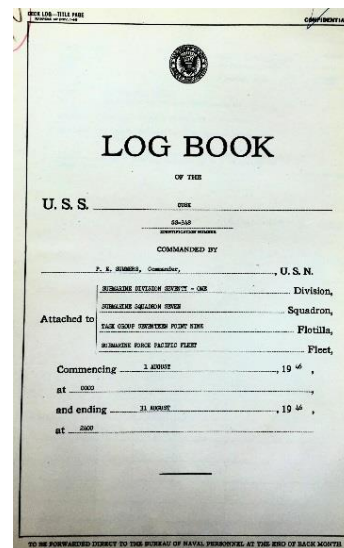 DECK LOG—TITLE PAGE
CONFIDENTIAL
LOG BOOK
OF THE
U. S. S. CUSK
SS-348
IDENTIFICATION NUMBER
COMMANDED BY
P. E. SUMMERS, Commander, , U. S. N.
Attached to
SUBMARINE DIVISION SEVENTY - ONE Division,
SUBMARINE SQUADRON SEVEN Squadron,
TASK GROUP SEVENTEEN POINT NINE Flotilla,
SUBMARINE FORCE PACIFIC FLEET Fleet,
Commencing 1 AUGUST , 19 46 ,
at 0000
and ending 31 AUGUST , 19 46 ,
at 2400
TO BE FORWARDED DIRECT TO THE BUREAU OF NAVAL PERSONNEL AT THE END OF EACH MONTH